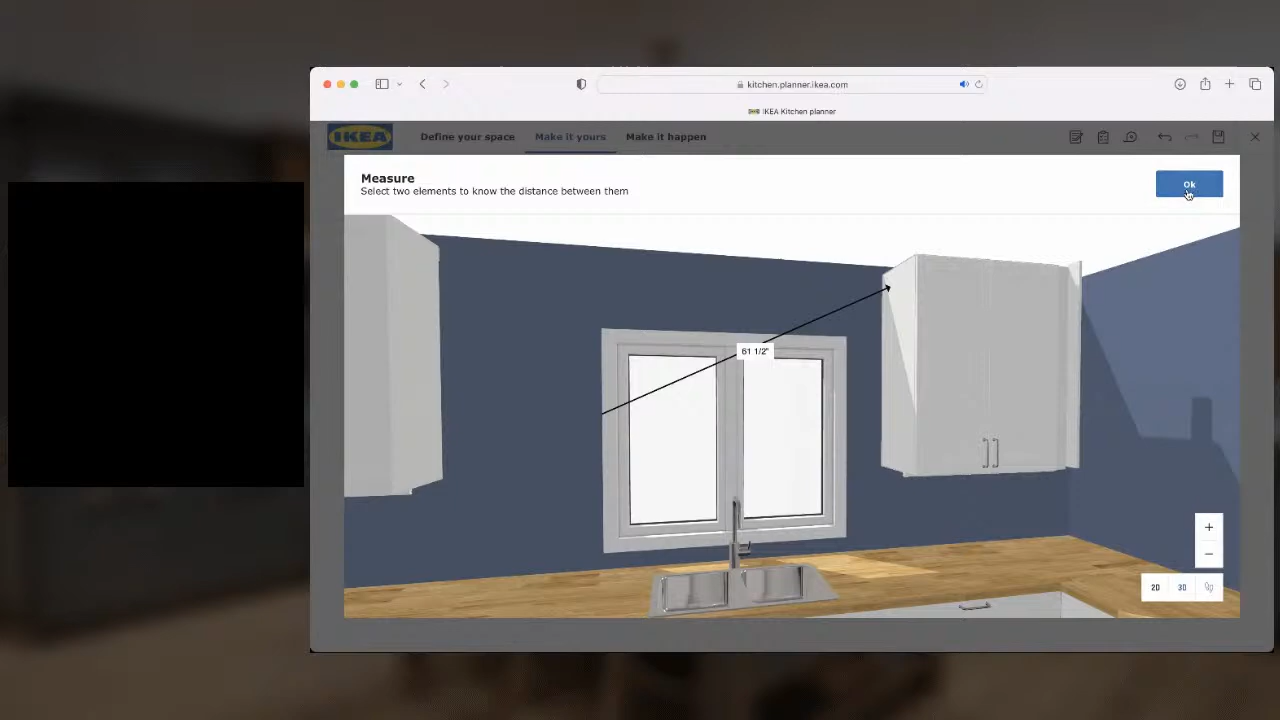 kitchen.planner.ikea.com
IKEA Kitchen planner
IKEA Define your space Make it yours Make it happen
Measure
Select two elements to know the distance between them
Ok
61 1/2"
+
−
2D 3D